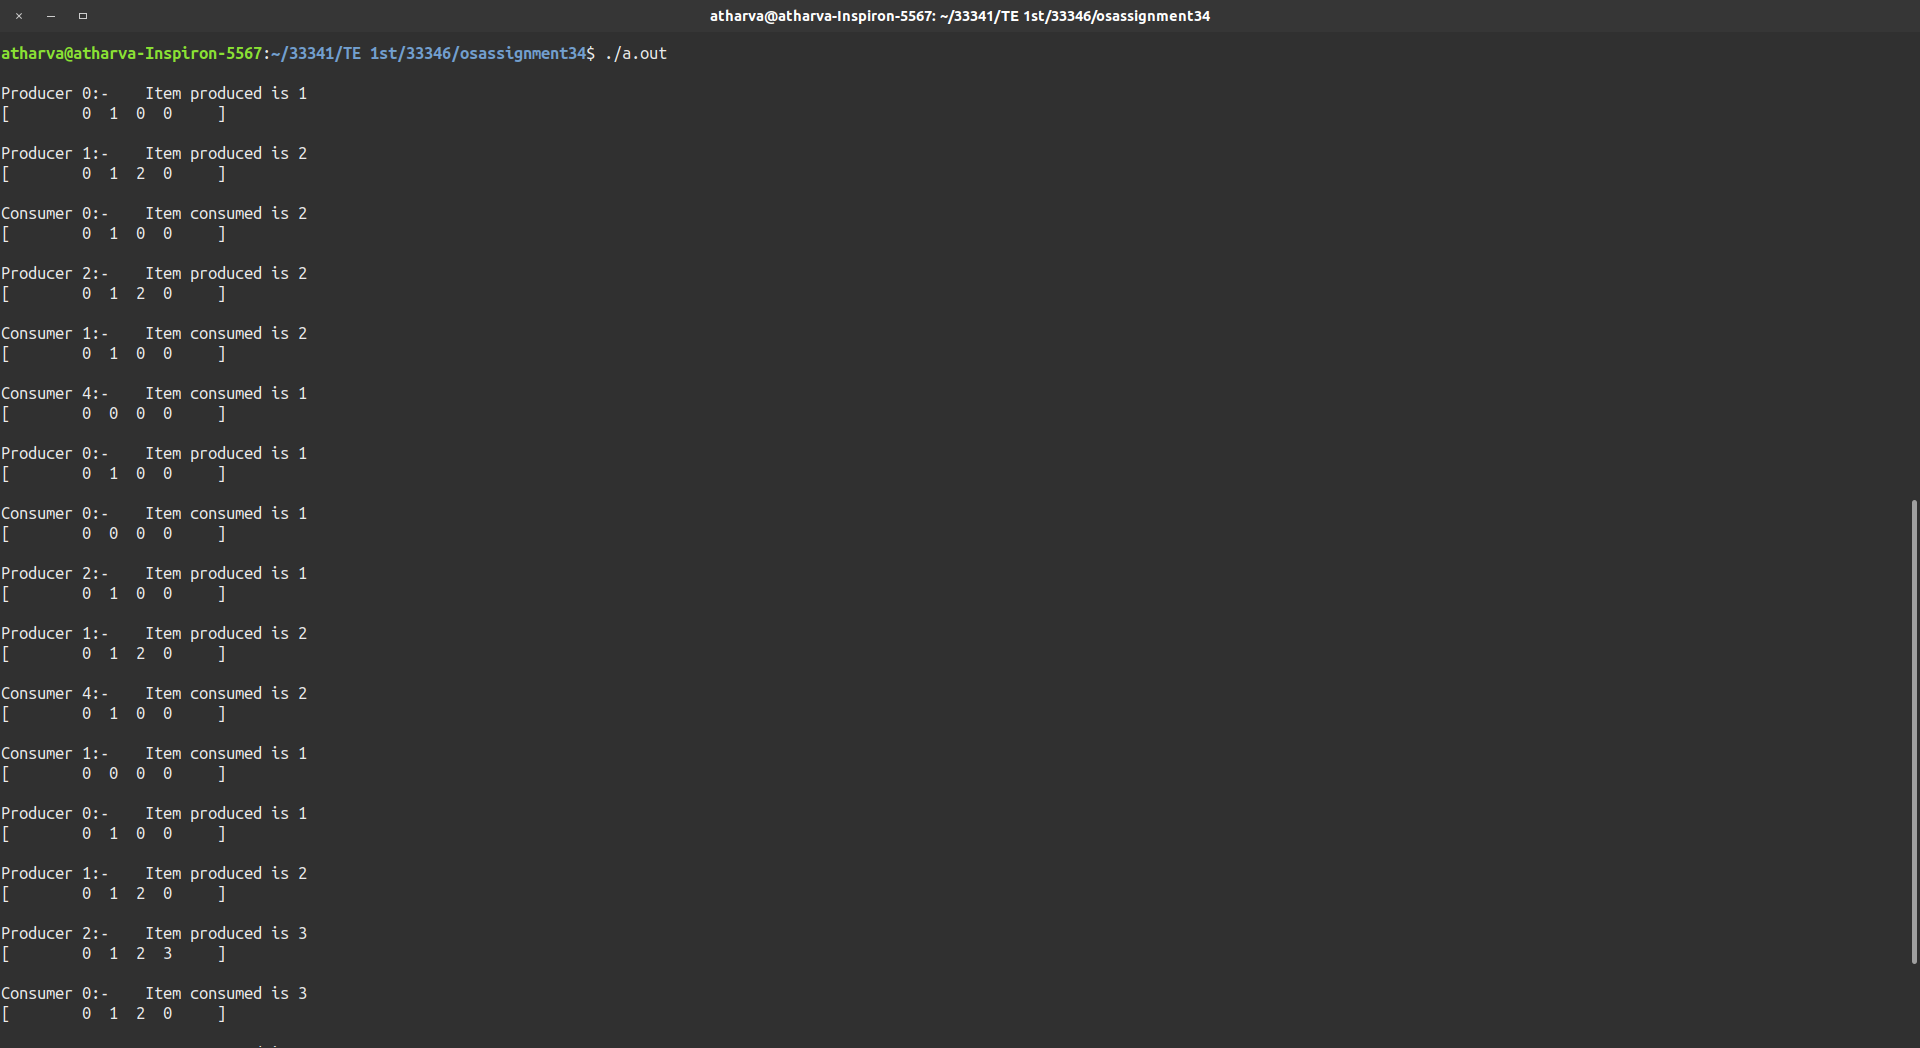 atharva@atharva-Inspiron-5567: ~/33341/TE 1st/33346/osassignment34
atharva@atharva-Inspiron-5567:~/33341/TE 1st/33346/osassignment34$ ./a.out
Producer 0:-    Item produced is 1
[        0  1  0  0     ]
Producer 1:-    Item produced is 2
[        0  1  2  0     ]
Consumer 0:-    Item consumed is 2
[        0  1  0  0     ]
Producer 2:-    Item produced is 2
[        0  1  2  0     ]
Consumer 1:-    Item consumed is 2
[        0  1  0  0     ]
Consumer 4:-    Item consumed is 1
[        0  0  0  0     ]
Producer 0:-    Item produced is 1
[        0  1  0  0     ]
Consumer 0:-    Item consumed is 1
[        0  0  0  0     ]
Producer 2:-    Item produced is 1
[        0  1  0  0     ]
Producer 1:-    Item produced is 2
[        0  1  2  0     ]
Consumer 4:-    Item consumed is 2
[        0  1  0  0     ]
Consumer 1:-    Item consumed is 1
[        0  0  0  0     ]
Producer 0:-    Item produced is 1
[        0  1  0  0     ]
Producer 1:-    Item produced is 2
[        0  1  2  0     ]
Producer 2:-    Item produced is 3
[        0  1  2  3     ]
Consumer 0:-    Item consumed is 3
[        0  1  2  0     ]